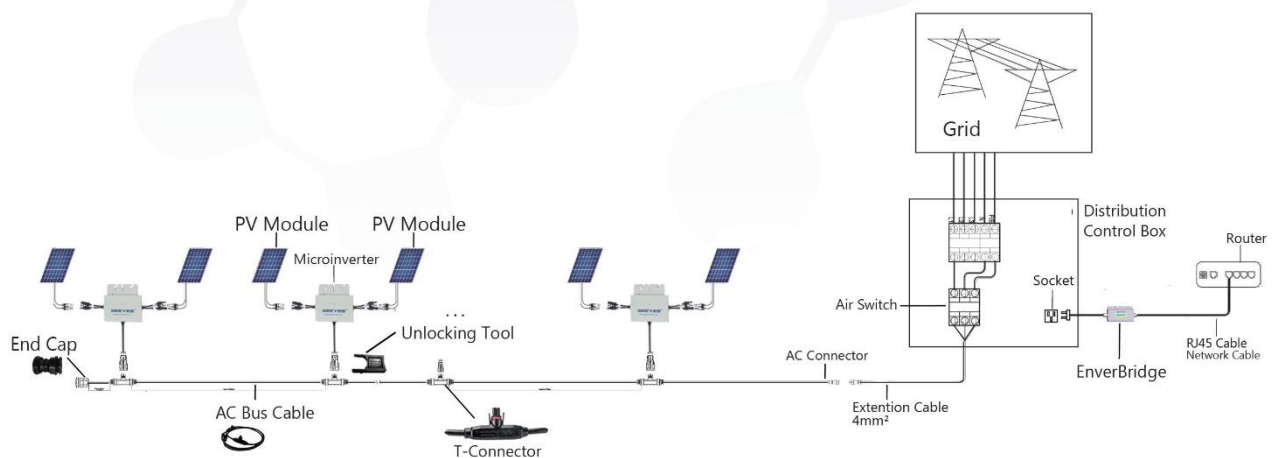 Grid
Distribution
Control Box
Router
PV Module
PV Module
Microinverter
Socket
Air Switch
...
Unlocking Tool
End Cap
RJ45 Cable
Network Cable
AC Connector
EnverBridge
AC Bus Cable
Extention Cable
4mm²
T-Connector